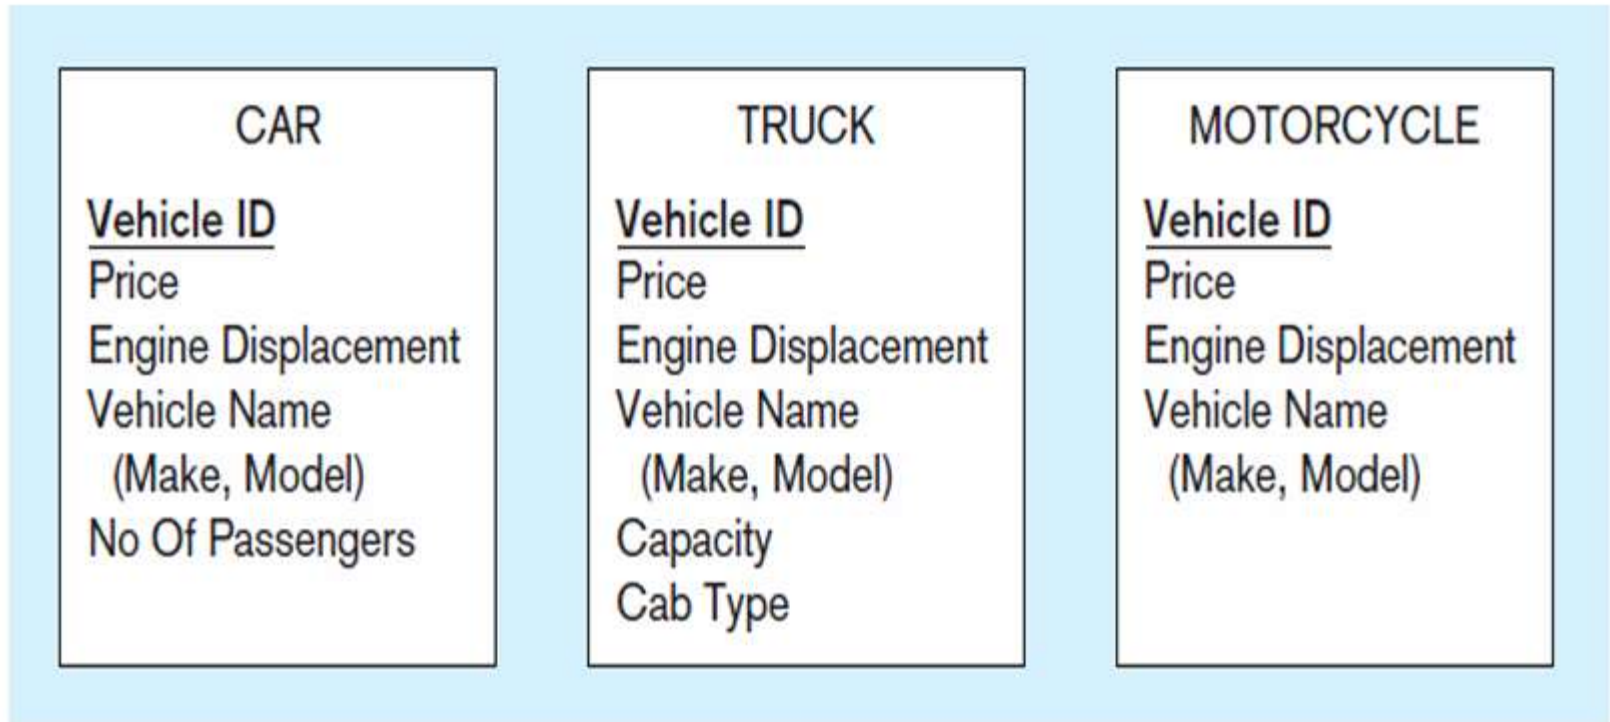 CAR
Vehicle ID
Price
Engine Displacement
Vehicle Name
(Make, Model)
No Of Passengers
TRUCK
Vehicle ID
Price
Engine Displacement
Vehicle Name
(Make, Model)
Capacity
Cab Type
MOTORCYCLE
Vehicle ID
Price
Engine Displacement
Vehicle Name
(Make, Model)